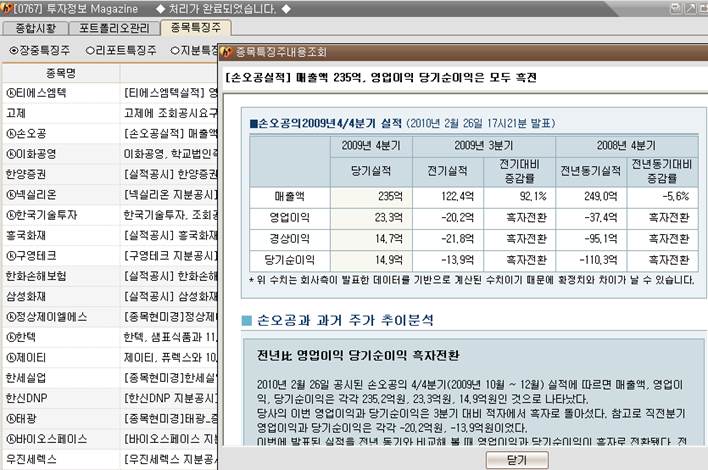 [0767] 투자정보 Magazine ◆ 처리가 완료되었습니다. ◆
종합시황 포트폴리오관리 종목특징주
장중특징주 리포트특징주 지분특징
종목명
ⓚ티에스엠텍 [티에스엠텍실적] 영
고제 고제에 조회공시요구
ⓚ손오공 [손오공실적] 매출액
ⓚ이화공영 이화공영, 학교법인측
한양증권 [실적공시] 한양증권
ⓚ넥실리온 [넥실리온 지분공시]
ⓚ한국기술투자 한국기술투자, 조회공
흥국화재 [실적공시] 흥국화재
ⓚ구영테크 [구영테크 지분공시]
한화손해보험 [실적공시] 한화손해
삼성화재 [실적공시] 삼성화재
ⓚ정상제이엘에스 [종목현미경]정상제
ⓚ한텍 한텍, 샘표식품과 11.
ⓚ제이티 제이티, 퓨렉스와 10.
한세실업 [종목현미경]한세실
한신DNP [한신DNP 지분공시]
ⓚ태광 [종목현미경]태광_증
ⓚ바이오스페이스 [바이오스페이스 지
우진세렉스 [우진세렉스 지분공시
종목특징주내용조회
[손오공실적] 매출액 235억, 영업이익 당기순이익은 모두 흑전
■손오공의2009년4/4분기 실적 (2010년 2월 26일 17시21분 발표)
2009년 4분기 2009년 3분기 2008년 4분기
당기실적 전기실적 전기대비 증감률 전년동기실적 전년동기대비 증감률
매출액 235억 122,4억 92,1% 249,0억 -5,6%
영업이익 23,3억 -20,2억 흑자전환 -37,4억 흑자전환
경상이익 14,7억 -21,8억 흑자전환 -95,1억 흑자전환
당기순이익 14,9억 -13,9억 흑자전환 -110,3억 흑자전환
* 위 수치는 회사측이 발표한 데이터를 기반으로 계산된 수치이기 때문에 확정치와 차이가 날 수 있습니다.
■ 손오공과 과거 주가 추이분석
전년比 영업이익 당기순이익 흑자전환
2010년 2월 26일 공시된 손오공의 4/4분기(2009년 10월 ~ 12월) 실적에 따르면 매출액, 영업이
익, 당기순이익은 각각 235,2억원, 23,3억원, 14,9억원인 것으로 나타났다.
당사의 이번 영업이익과 당기순이익은 3분기 대비 적자에서 흑자로 돌아섰다. 참고로 직전분기
영업이익과 당기순이익은 각각 -20,2억원, -13,9억원이었다.
이번에 발표된 실적을 전년 동기와 비교해 볼 때 영업이익과 당기순이익이 흑자로 전환됐다. 전
닫기